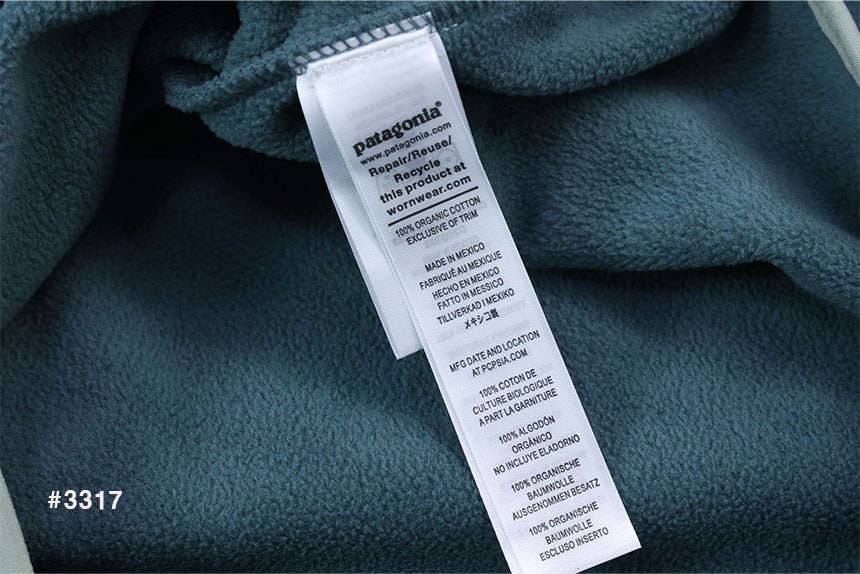 patagonia®
www.patagonia.com
Repair/Reuse/
Recycle
this product at
wornwear.com
100% ORGANIC COTTON
EXCLUSIVE OF TRIM
MADE IN MEXICO
FABRIQUÉ AU MEXIQUE
HECHO EN MEXICO
FATTO IN MESSICO
TILLVERKAD I MEXIKO
メキシコ製
MFG DATE AND LOCATION
AT PCPSIA.COM
100% COTON DE
CULTURE BIOLOGIQUE
A PART LA GARNITURE
100% ALGODÓN
ORGÁNICO
NO INCLUYE ELADORNO
100% ORGANISCHE
BAUMWOLLE
AUSGENOMMEN BESATZ
100% ORGANISCHE
BAUMWOLLE
ESCLUSO INSERTO
#3317